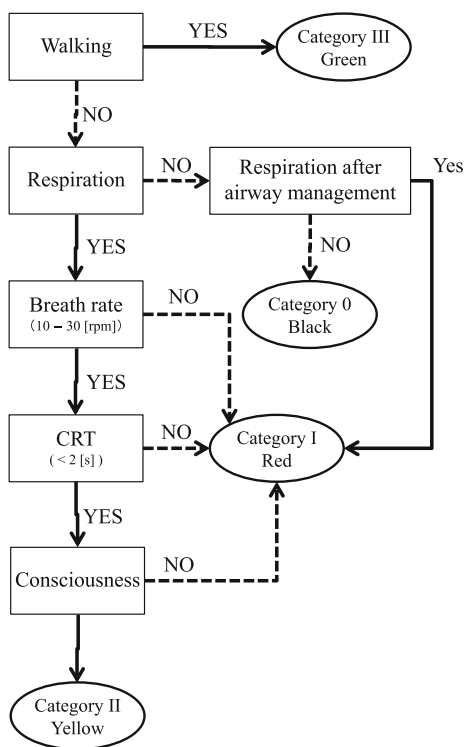 Walking
YES
Category III
Green
NO
Respiration
NO
Respiration after
airway management
Yes
YES
NO
Breath rate
(10 – 30 [rpm])
NO
Category 0
Black
YES
CRT
( < 2 [s] )
NO
Category I
Red
YES
Consciousness
NO
Category II
Yellow